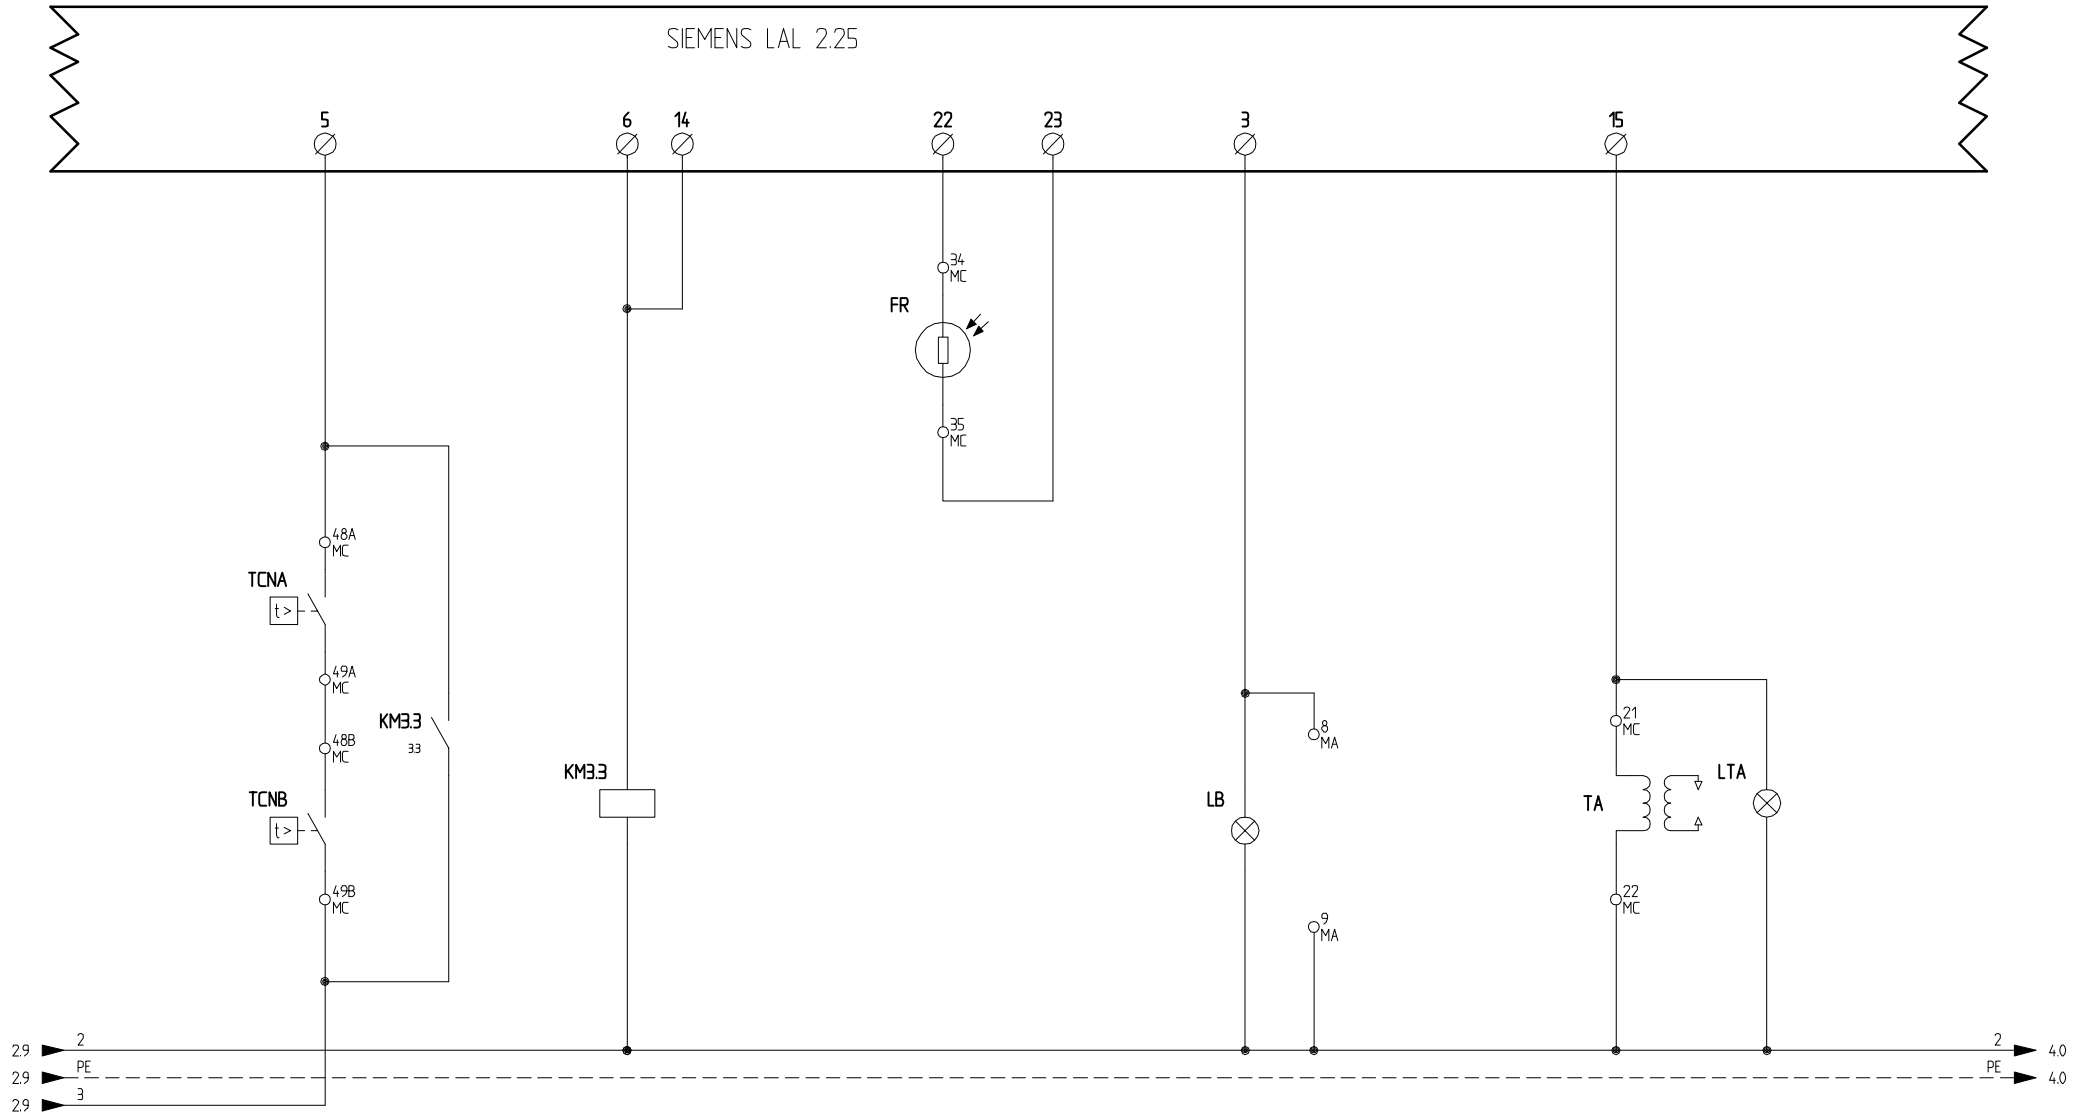 SIEMENS LAL 2.25
5 6 14 22 23 3 15
34
MC
FR
35
MC
48A
MC
TCNA
t>
49A
MC
KM3.3
3.3
48B
MC
TCNB
t>
49B
MC
KM3.3
8
MA
LB
9
MA
21
MC
TA
LTA
22
MC
2.9 2 2 4.0
2.9 PE PE 4.0
2.9 3